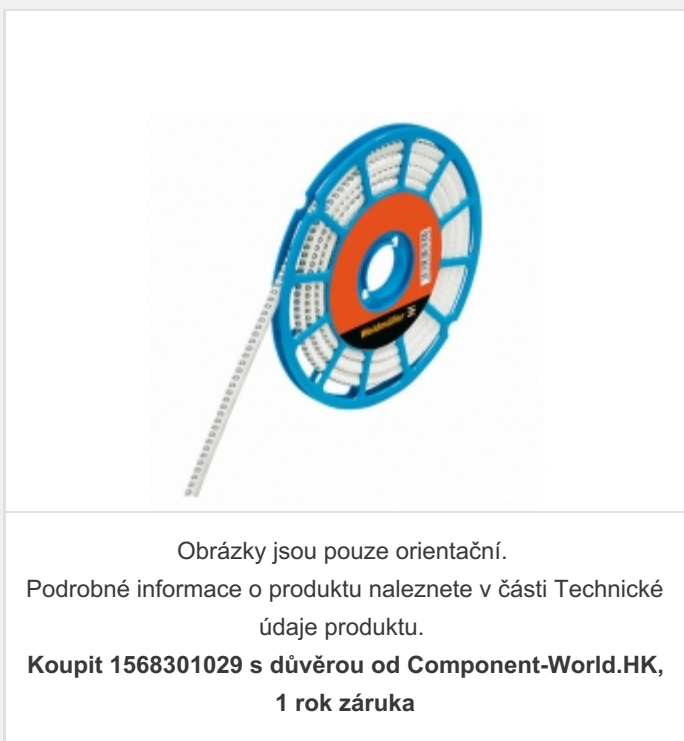 Weidmüller
Obrázky jsou pouze orientační.
Podrobné informace o produktu naleznete v části Technické
údaje produktu.
Koupit 1568301029 s důvěrou od Component-World.HK,
1 rok záruka